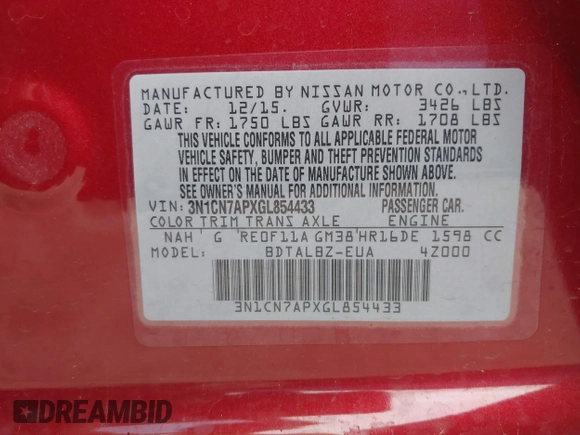 MANUFACTURED BY NISSAN MOTOR CO.,LTD.
DATE: 12/15. GVWR: 3426 LBS
GAWR FR: 1750 LBS GAWR RR: 1708 LBS
THIS VEHICLE CONFORMS TO ALL APPLICABLE FEDERAL MOTOR
VEHICLE SAFETY, BUMPER AND THEFT PREVENTION STANDARDS
IN EFFECT ON THE DATE OF MANUFACTURE SHOWN ABOVE.
SEE OWNER'S MANUAL FOR ADDITIONAL INFORMATION.
VIN: 3N1CN7APXGL854433 PASSENGER CAR.
COLOR TRIM TRANS AXLE ENGINE
NAH G RE0F11A GM38 HR16DE 1598 CC
MODEL: BDTALBZ-EUA 4Z000
3N1CN7APXGL854433
DREAMBID